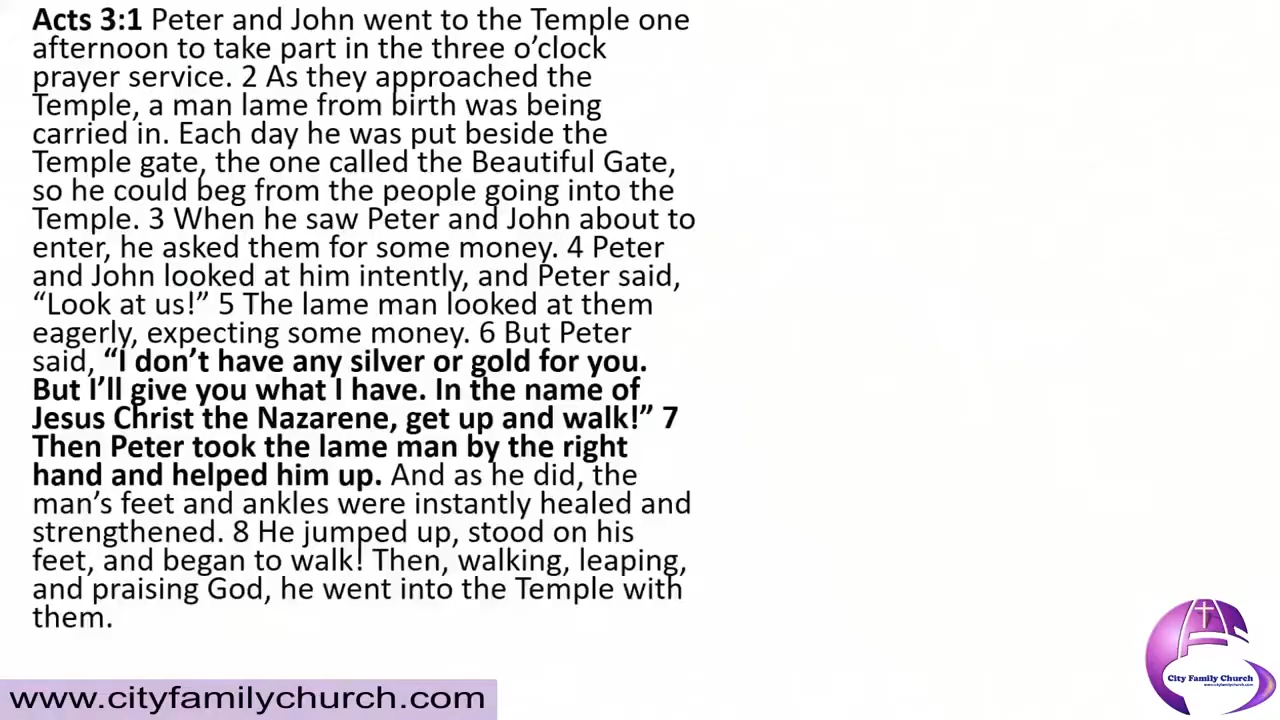 Acts 3:1 Peter and John went to the Temple one
afternoon to take part in the three o’clock
prayer service. 2 As they approached the
Temple, a man lame from birth was being
carried in. Each day he was put beside the
Temple gate, the one called the Beautiful Gate,
so he could beg from the people going into the
Temple. 3 When he saw Peter and John about to
enter, he asked them for some money. 4 Peter
and John looked at him intently, and Peter said,
“Look at us!” 5 The lame man looked at them
eagerly, expecting some money. 6 But Peter
said, “I don’t have any silver or gold for you.
But I’ll give you what I have. In the name of
Jesus Christ the Nazarene, get up and walk!” 7
Then Peter took the lame man by the right
hand and helped him up. And as he did, the
man’s feet and ankles were instantly healed and
strengthened. 8 He jumped up, stood on his
feet, and began to walk! Then, walking, leaping,
and praising God, he went into the Temple with
them.
www.cityfamilychurch.com
City Family Church
www.cityfamilychurch.com